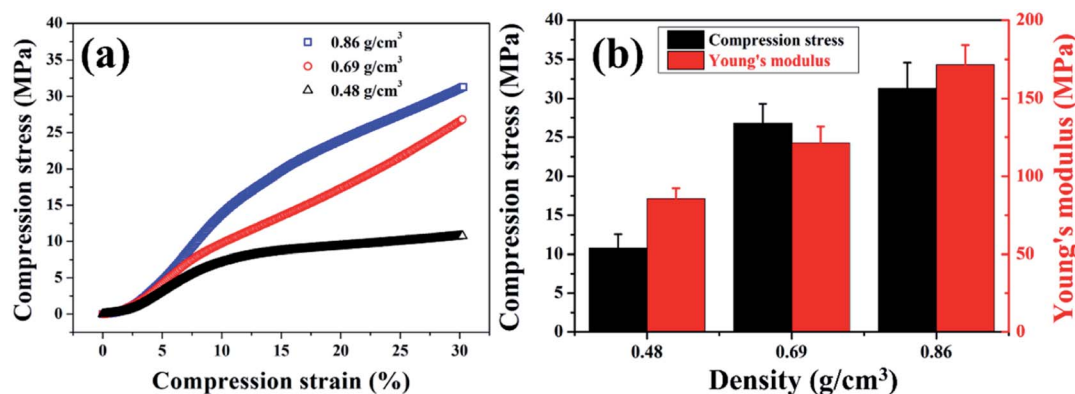 (a)
0.86 g/cm³
0.69 g/cm³
0.48 g/cm³
Compression stress (MPa)
40
35
30
25
20
15
10
5
0
0 5 10 15 20 25 30
Compression strain (%)
(b)
Compression stress
Young's modulus
Compression stress (MPa)
40
35
30
25
20
15
10
5
0
200
150
100
50
0
Young's modulus (MPa)
0.48 0.69 0.86
Density (g/cm³)